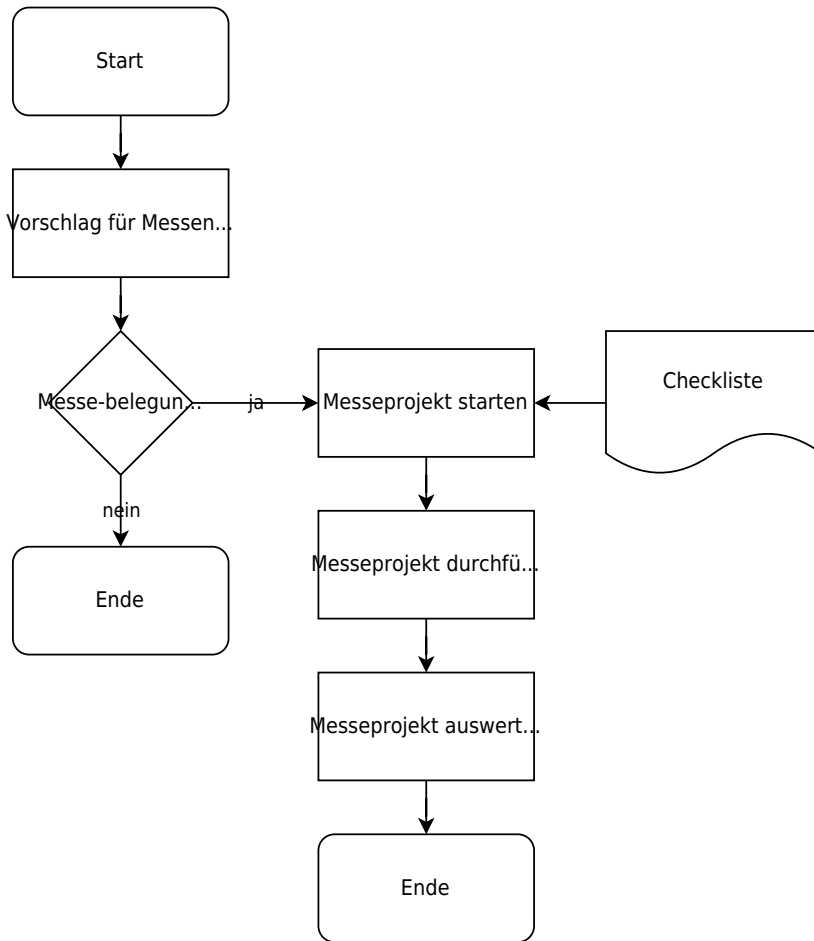 Start
Vorschlag für Messen...
Messe-belegun...
ja
Messeprojekt starten
Checkliste
nein
Messeprojekt durchfü...
Ende
Messeprojekt auswert...
Ende